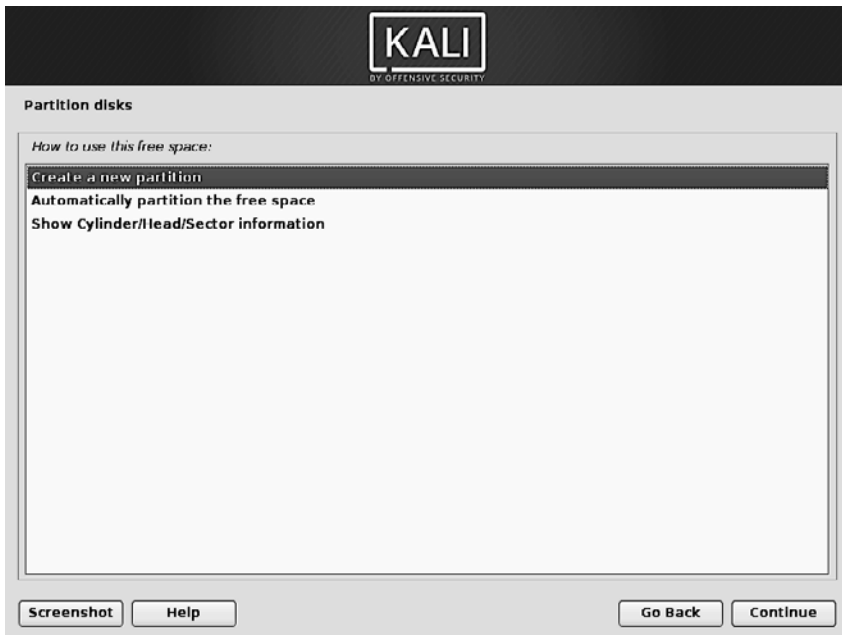 KALI
BY OFFENSIVE SECURITY
Partition disks
How to use this free space:
Create a new partition
Automatically partition the free space
Show Cylinder/Head/Sector information
Screenshot Help Go Back Continue